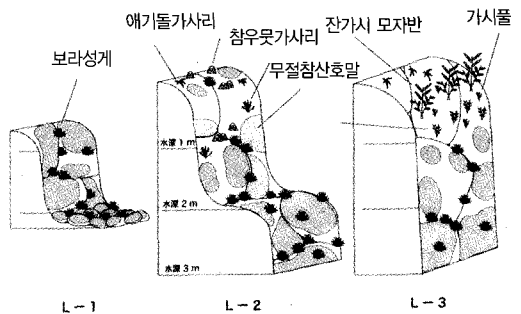 애기돌가사리
참우뭇가사리
잔가시 모자반
가시풀
보라성게
무절참산호말
水深 1 m
水深 2 m
水深 3 m
L-1
L-2
L-3